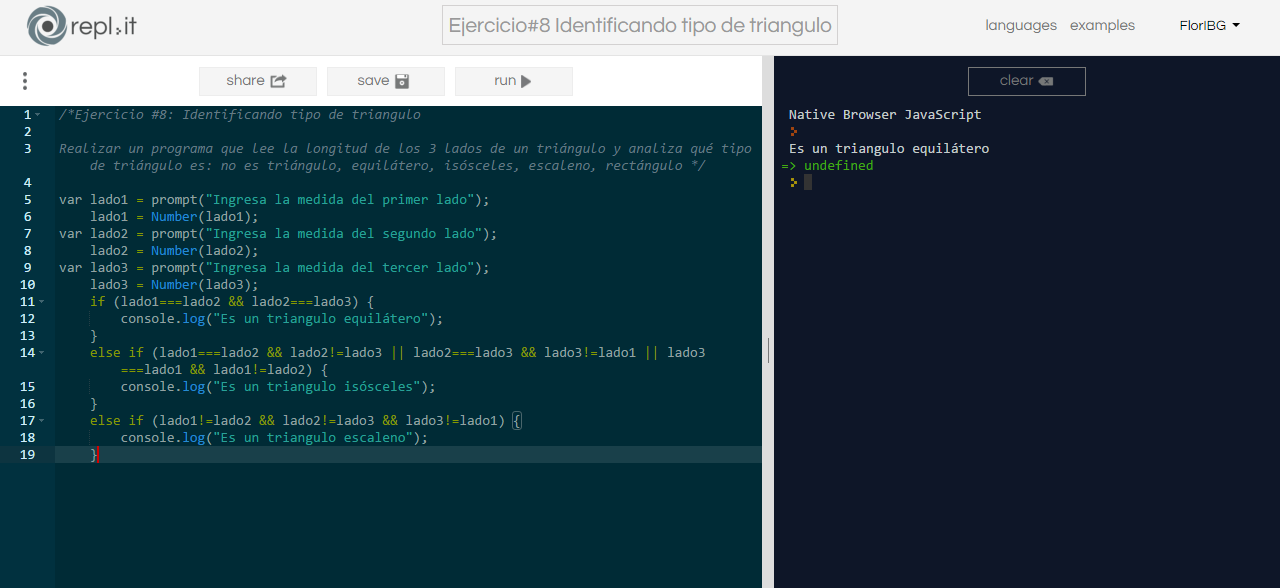 repl.it
Ejercicio#8 Identificando tipo de triangulo
languages examples FlorIBG
share save run
clear
1 /*Ejercicio #8: Identificando tipo de triangulo
2
3 Realizar un programa que lee la longitud de los 3 lados de un triángulo y analiza qué tipo
de triángulo es: no es triángulo, equilátero, isósceles, escaleno, rectángulo */
4
5 var lado1 = prompt("Ingresa la medida del primer lado");
6 lado1 = Number(lado1);
7 var lado2 = prompt("Ingresa la medida del segundo lado");
8 lado2 = Number(lado2);
9 var lado3 = prompt("Ingresa la medida del tercer lado");
10 lado3 = Number(lado3);
11 if (lado1===lado2 && lado2===lado3) {
12 console.log("Es un triangulo equilátero");
13 }
14 else if (lado1===lado2 && lado2!=lado3 || lado2===lado3 && lado3!=lado1 || lado3
===lado1 && lado1!=lado2) {
15 console.log("Es un triangulo isósceles");
16 }
17 else if (lado1!=lado2 && lado2!=lado3 && lado3!=lado1) {
18 console.log("Es un triangulo escaleno");
19 }
Native Browser JavaScript
Es un triangulo equilátero
=> undefined